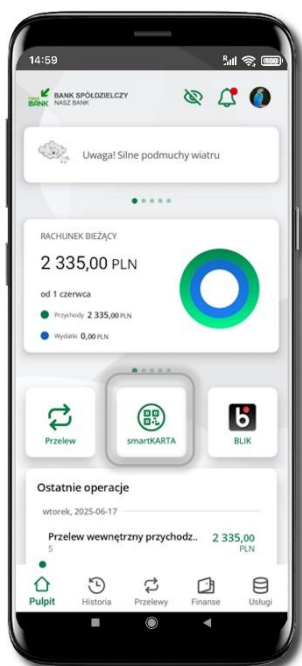 14:59
BANK SPÓŁDZIELCZY
BANK NASZ BANK
Uwaga! Silne podmuchy wiatru
RACHUNEK BIEŻĄCY
2 335,00 PLN
od 1 czerwca
Przychody 2 335,00 PLN
Wydatki 0,00 PLN
Przelew smartKARTA BLIK
Ostatnie operacje
wtorek, 2025-06-17
Przelew wewnętrzny przychodz.. 2 335,00
5 PLN
Pulpit Historia Przelewy Finanse Usługi